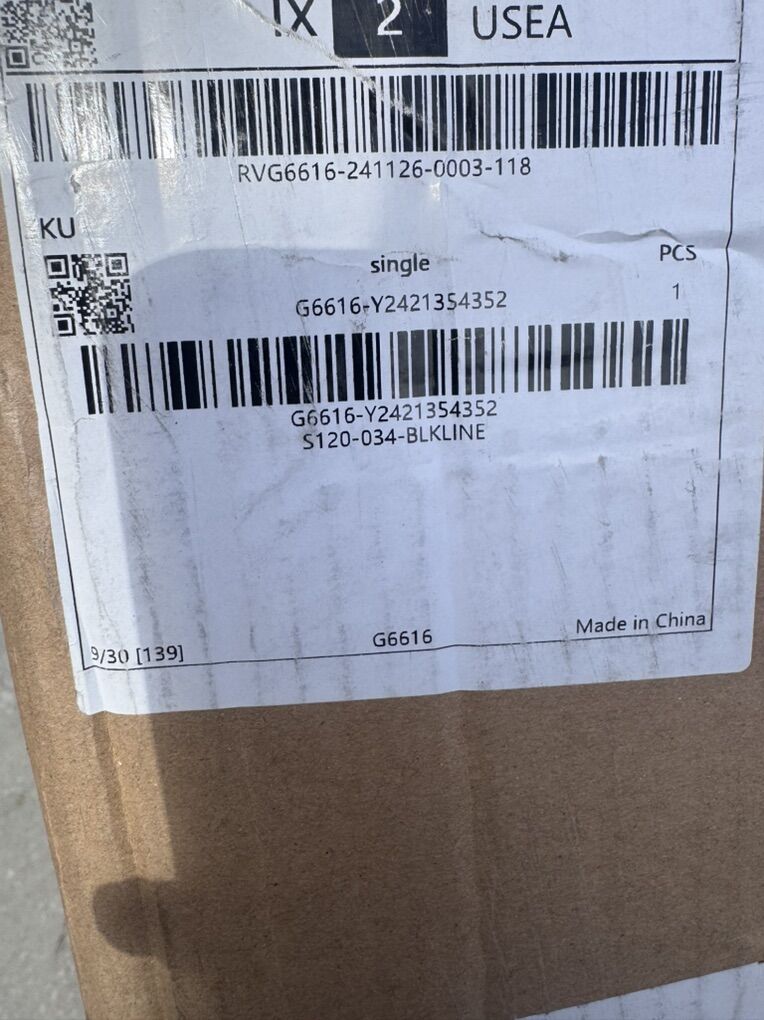 IX 2 USEA
RVG6616-241126-0003-118
KU
single PCS
G6616-Y2421354352 1
G6616-Y2421354352
S120-034-BLKLINE
9/30 [139] G6616 Made in China